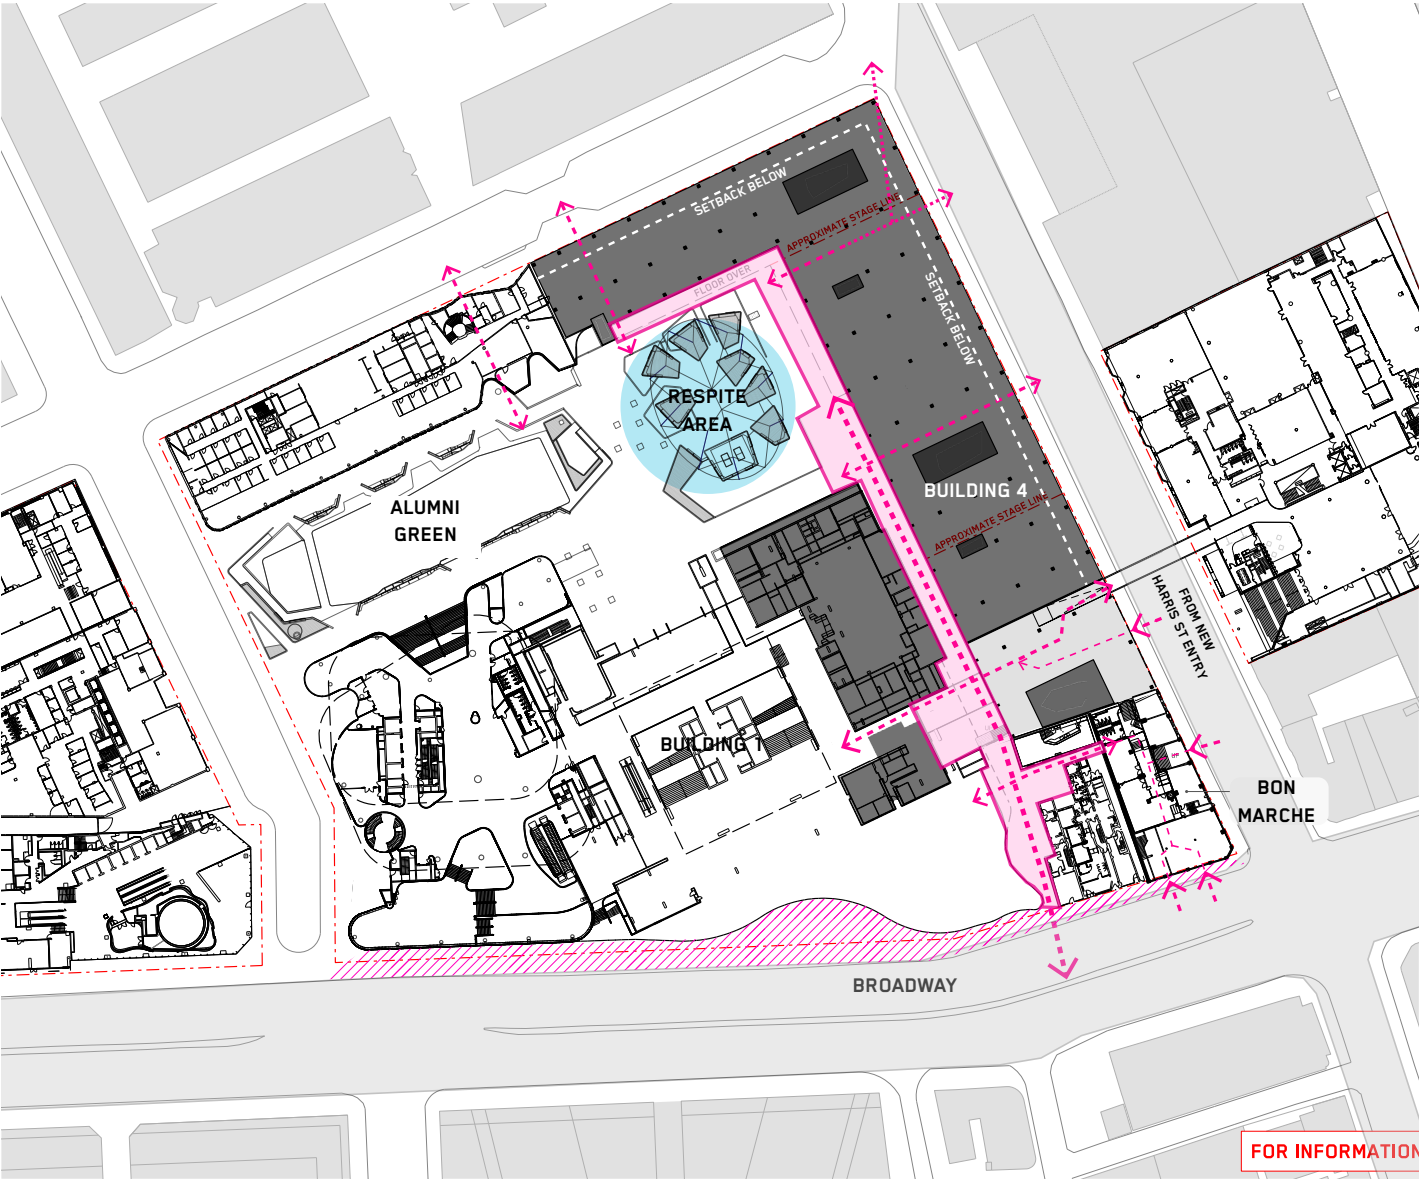 SETBACK BELOW
APPROXIMATE STAGE LINE
FLOOR OVER
SETBACK BELOW
RESPITE
AREA
BUILDING 4
ALUMNI
GREEN
APPROXIMATE STAGE LINE
FROM NEW
HARRIS ST ENTRY
BUILDING 1
BON
MARCHE
BROADWAY
FOR INFORMATION